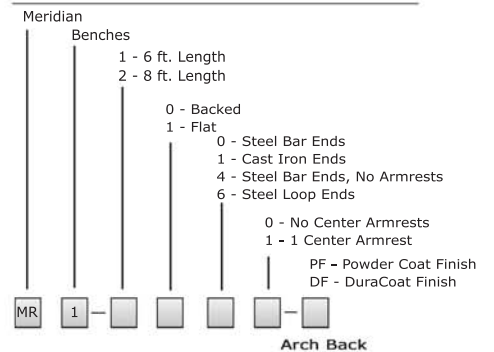 Meridian
Benches
1 - 6 ft. Length
2 - 8 ft. Length
0 - Backed
1 - Flat
0 - Steel Bar Ends
1 - Cast Iron Ends
4 - Steel Bar Ends, No Armrests
6 - Steel Loop Ends
0 - No Center Armrests
1 - 1 Center Armrest
PF - Powder Coat Finish
DF - DuraCoat Finish
MR 1 - -
Arch Back